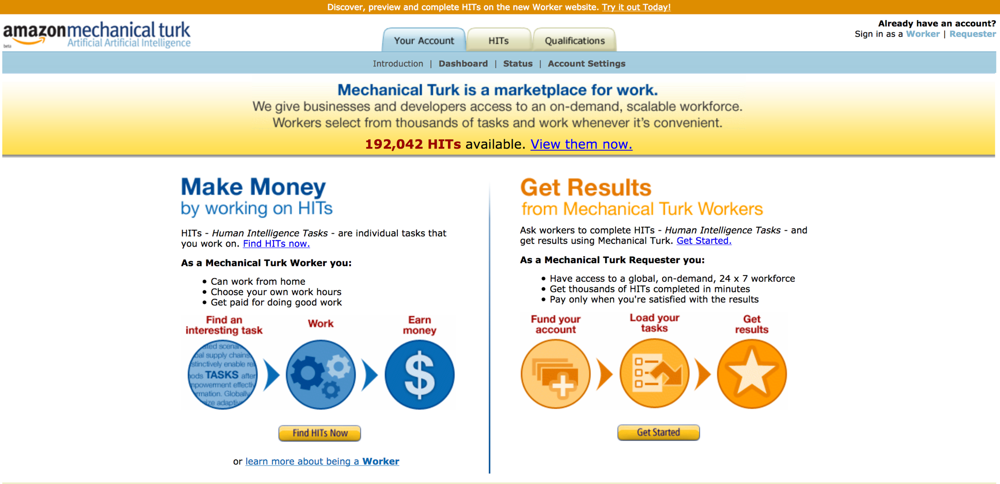 Discover, preview and complete HITs on the new Worker website. Try it out Today!
amazonmechanical turk
Artificial Artificial Intelligence
beta
Your Account
HITs
Qualifications
Already have an account?
Sign in as a Worker | Requester
Introduction | Dashboard | Status | Account Settings
Mechanical Turk is a marketplace for work.
We give businesses and developers access to an on-demand, scalable workforce.
Workers select from thousands of tasks and work whenever it's convenient.
192,042 HITs available. View them now.
Make Money
by working on HITs
HITs - Human Intelligence Tasks - are individual tasks that
you work on. Find HITs now.
As a Mechanical Turk Worker you:
• Can work from home
• Choose your own work hours
• Get paid for doing good work
Find an
interesting task
Work
Earn
money
ted scenar
bal supply chains
stinctively enable re
ods TASKS after
npowerment effectiv
rmation. Globally
ize adaptiv
$
Find HITs Now
or learn more about being a Worker
Get Results
from Mechanical Turk Workers
Ask workers to complete HITs - Human Intelligence Tasks - and
get results using Mechanical Turk. Get Started.
As a Mechanical Turk Requester you:
• Have access to a global, on-demand, 24 x 7 workforce
• Get thousands of HITs completed in minutes
• Pay only when you're satisfied with the results
Fund your
account
Load your
tasks
Get
results
Get Started